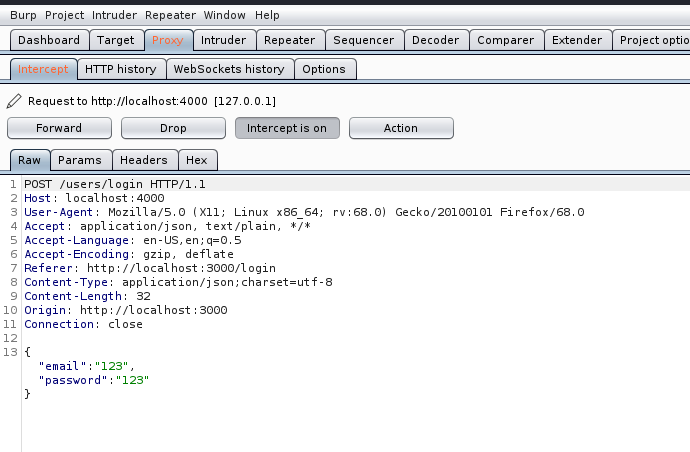 Burp Project Intruder Repeater Window Help
Dashboard Target Proxy Intruder Repeater Sequencer Decoder Comparer Extender Project optio
Intercept HTTP history WebSockets history Options
Request to http://localhost:4000 [127.0.0.1]
Forward Drop Intercept is on Action
Raw Params Headers Hex
1 POST /users/login HTTP/1.1
2 Host: localhost:4000
3 User-Agent: Mozilla/5.0 (X11; Linux x86_64; rv:68.0) Gecko/20100101 Firefox/68.0
4 Accept: application/json, text/plain, */*
5 Accept-Language: en-US,en;q=0.5
6 Accept-Encoding: gzip, deflate
7 Referer: http://localhost:3000/login
8 Content-Type: application/json;charset=utf-8
9 Content-Length: 32
10 Origin: http://localhost:3000
11 Connection: close
12
13 {
"email":"123",
"password":"123"
}